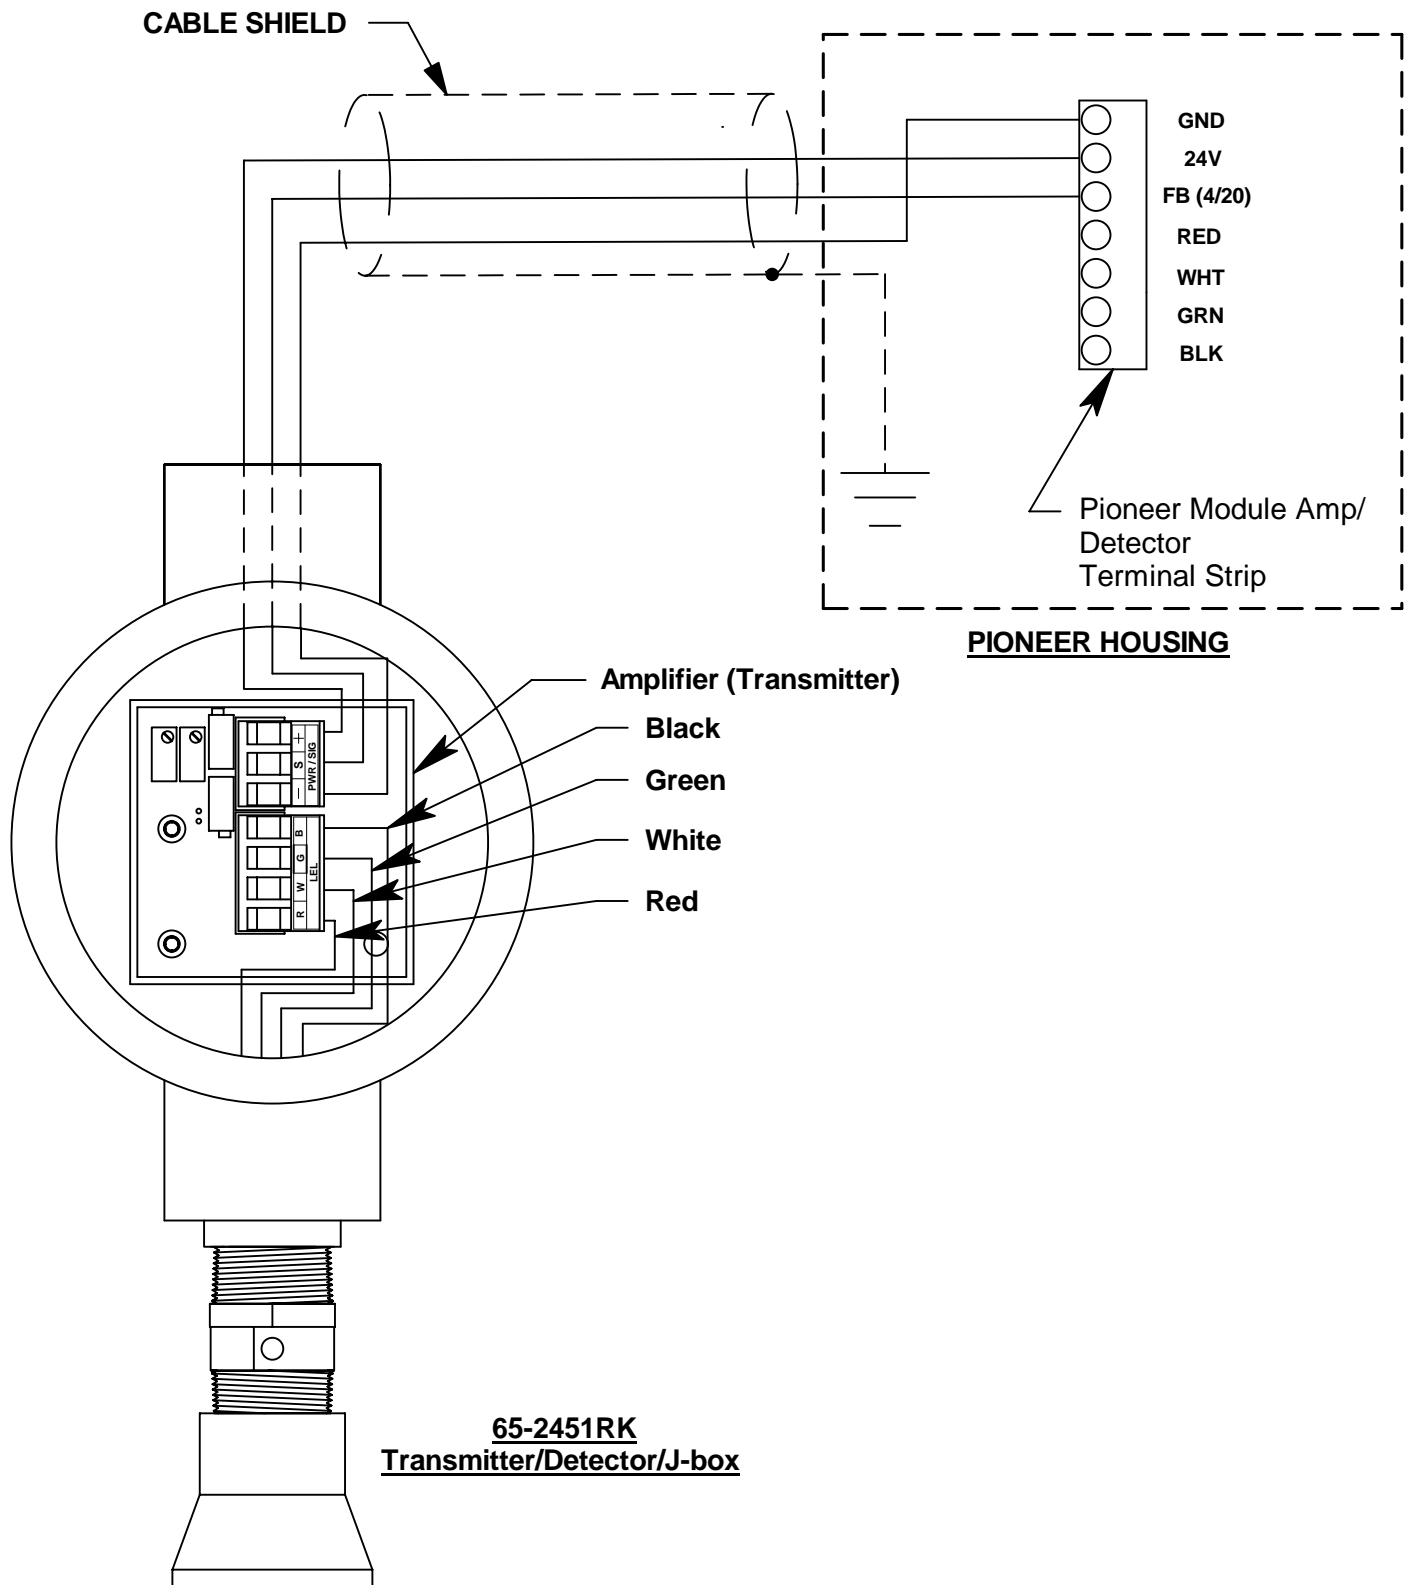 CABLE SHIELD
GND
24V
FB (4/20)
RED
WHT
GRN
BLK
Pioneer Module Amp/
Detector
Terminal Strip
PIONEER HOUSING
Amplifier (Transmitter)
Black
Green
White
Red
+
S
-
PWR / SIG
B
G
W
R
LEL
65-2451RK
Transmitter/Detector/J-box